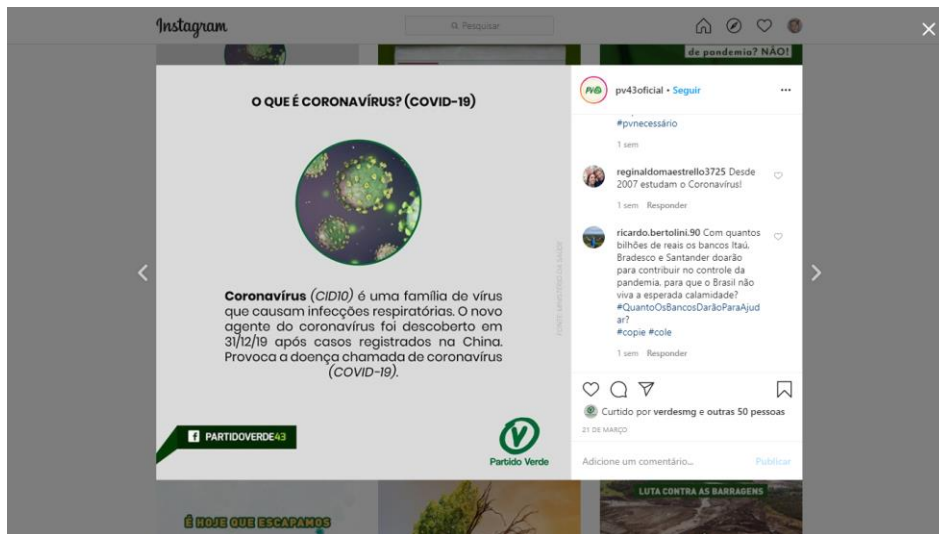 Instagram
Pesquisar
de pandemia? NÃO!
O QUE É CORONAVÍRUS? (COVID-19)
Coronavírus (CID10) é uma família de vírus
que causam infecções respiratórias. O novo
agente do coronavírus foi descoberto em
31/12/19 após casos registrados na China.
Provoca a doença chamada de coronavírus
(COVID-19).
FONTE: MINISTÉRIO DA SAÚDE
PARTIDOVERDE43
Partido Verde
pv43oficial • Seguir
#pvnecessário
1 sem
reginaldomaestrello3725 Desde
2007 estudam o Coronavírus!
1 sem Responder
ricardo.bertolini.90 Com quantos
bilhões de reais os bancos Itaú,
Bradesco e Santander doarão
para contribuir no controle da
pandemia, para que o Brasil não
viva a esperada calamidade?
#QuantoOsBancosDarãoParaAjud
ar?
#copie #cole
1 sem Responder
Curtido por verdesmg e outras 50 pessoas
21 DE MARÇO
Adicione um comentário...
Publicar
É HOJE QUE ESCAPAMOS
LUTA CONTRA AS BARRAGENS